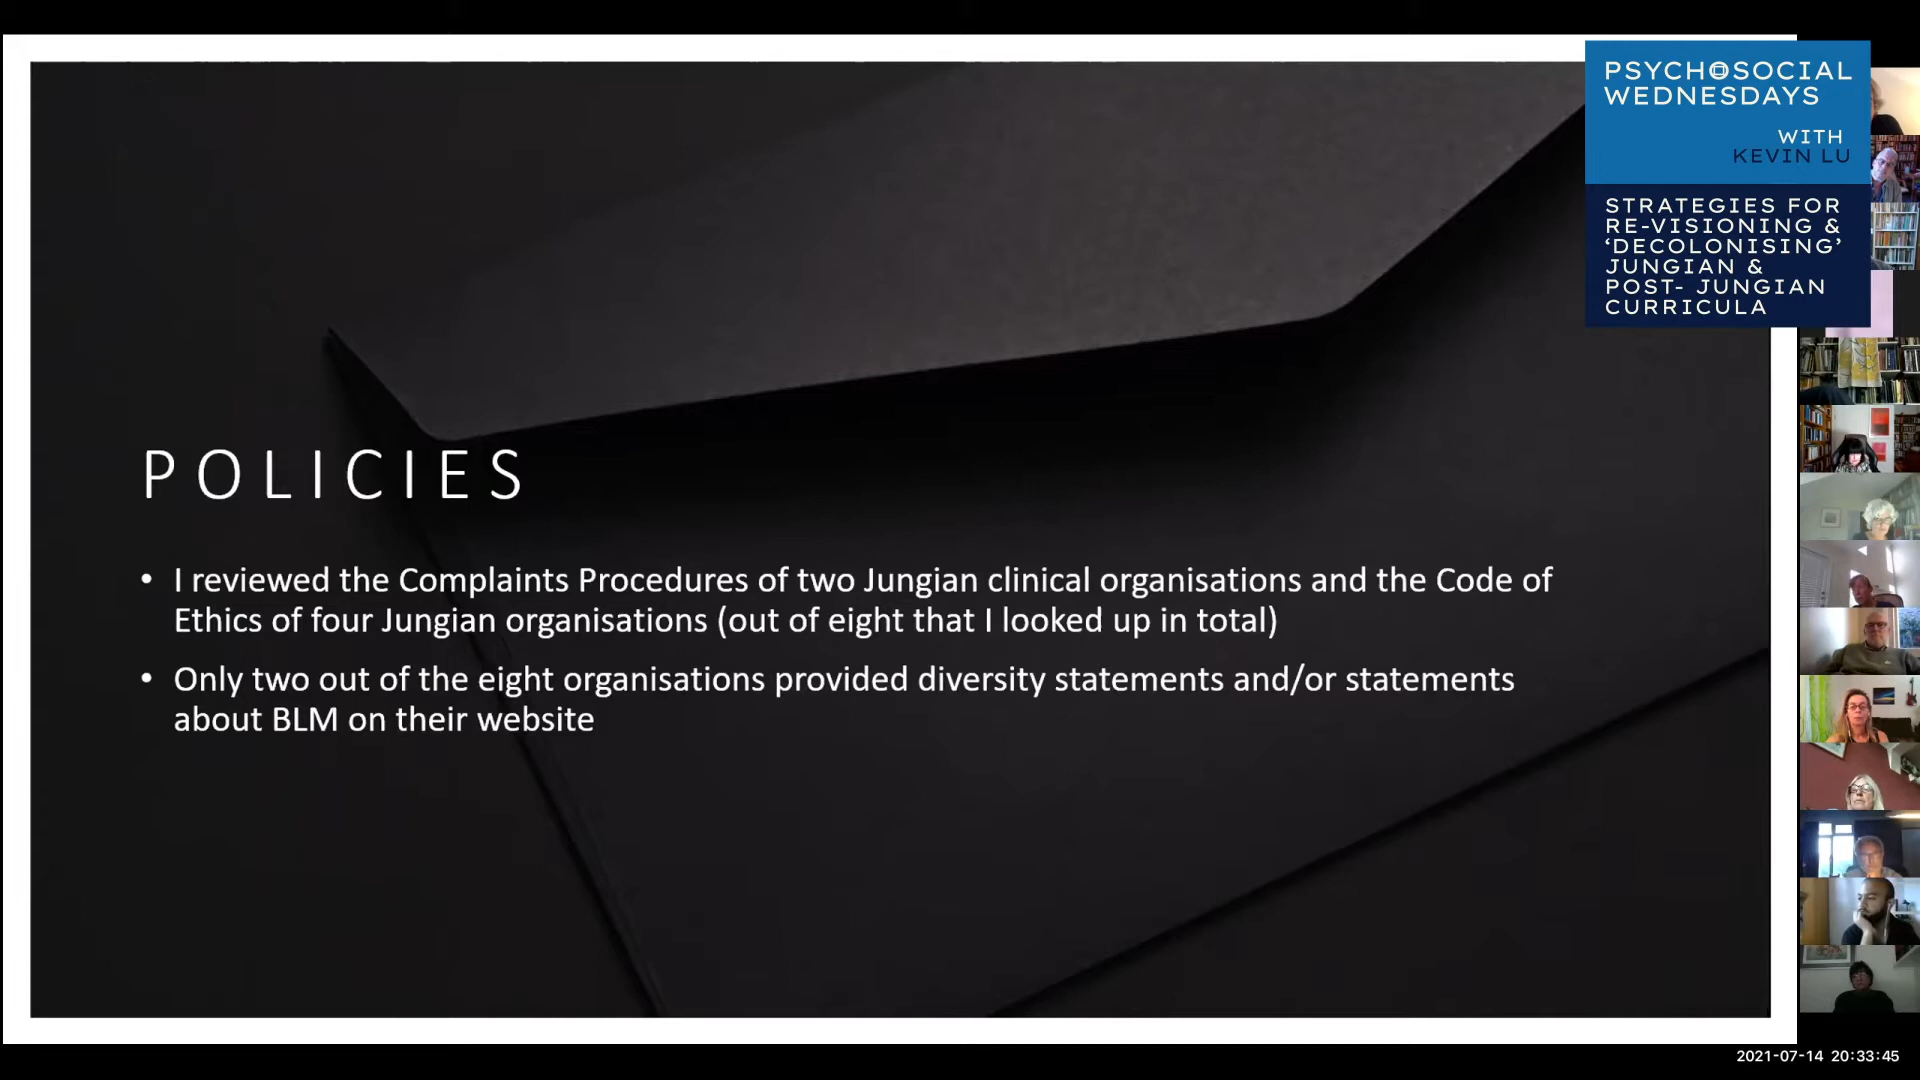 PSYCHOSOCIAL
WEDNESDAYS
WITH
KEVIN LU
STRATEGIES FOR
RE-VISIONING &
‘DECOLONISING’
JUNGIAN &
POST- JUNGIAN
CURRICULA
POLICIES
• I reviewed the Complaints Procedures of two Jungian clinical organisations and the Code of
Ethics of four Jungian organisations (out of eight that I looked up in total)
• Only two out of the eight organisations provided diversity statements and/or statements
about BLM on their website
2021-07-14 20:33:45